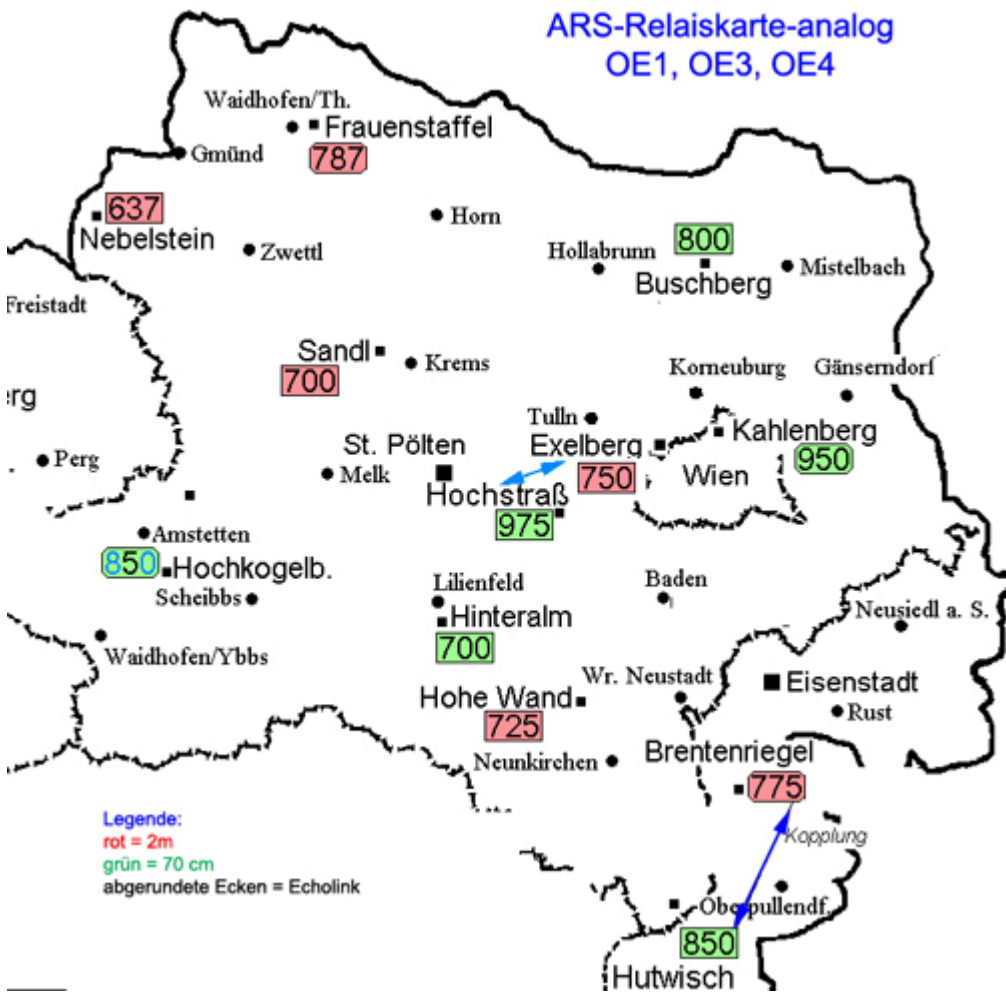 ARS-Relaiskarte-analog
OE1, OE3, OE4
Waidhofen/Th.
Frauenstaffel
787
Gmünd
637
Nebelstein
Horn
Zwettl
800
Hollabrunn
Buschberg
Mistelbach
Freistadt
Sandl
700
Krems
Korneuburg
Gänserndorf
rg
Tulln
St. Pölten
Exelberg
Kahlenberg
950
Perg
Melk
750
Wien
Hochstraß
975
Amstetten
850
Hochkogelb.
Scheibbs
Lilienfeld
Hinteralm
700
Baden
Neusiedl a. S.
Waidhofen/Ybbs
Wr. Neustadt
Eisenstadt
Rust
Hohe Wand
725
Neunkirchen
Brentenriegel
775
Kopplung
Legende:
rot = 2m
grün = 70 cm
abgerundete Ecken = Echolink
Oberpullendf.
850
Hutwisch